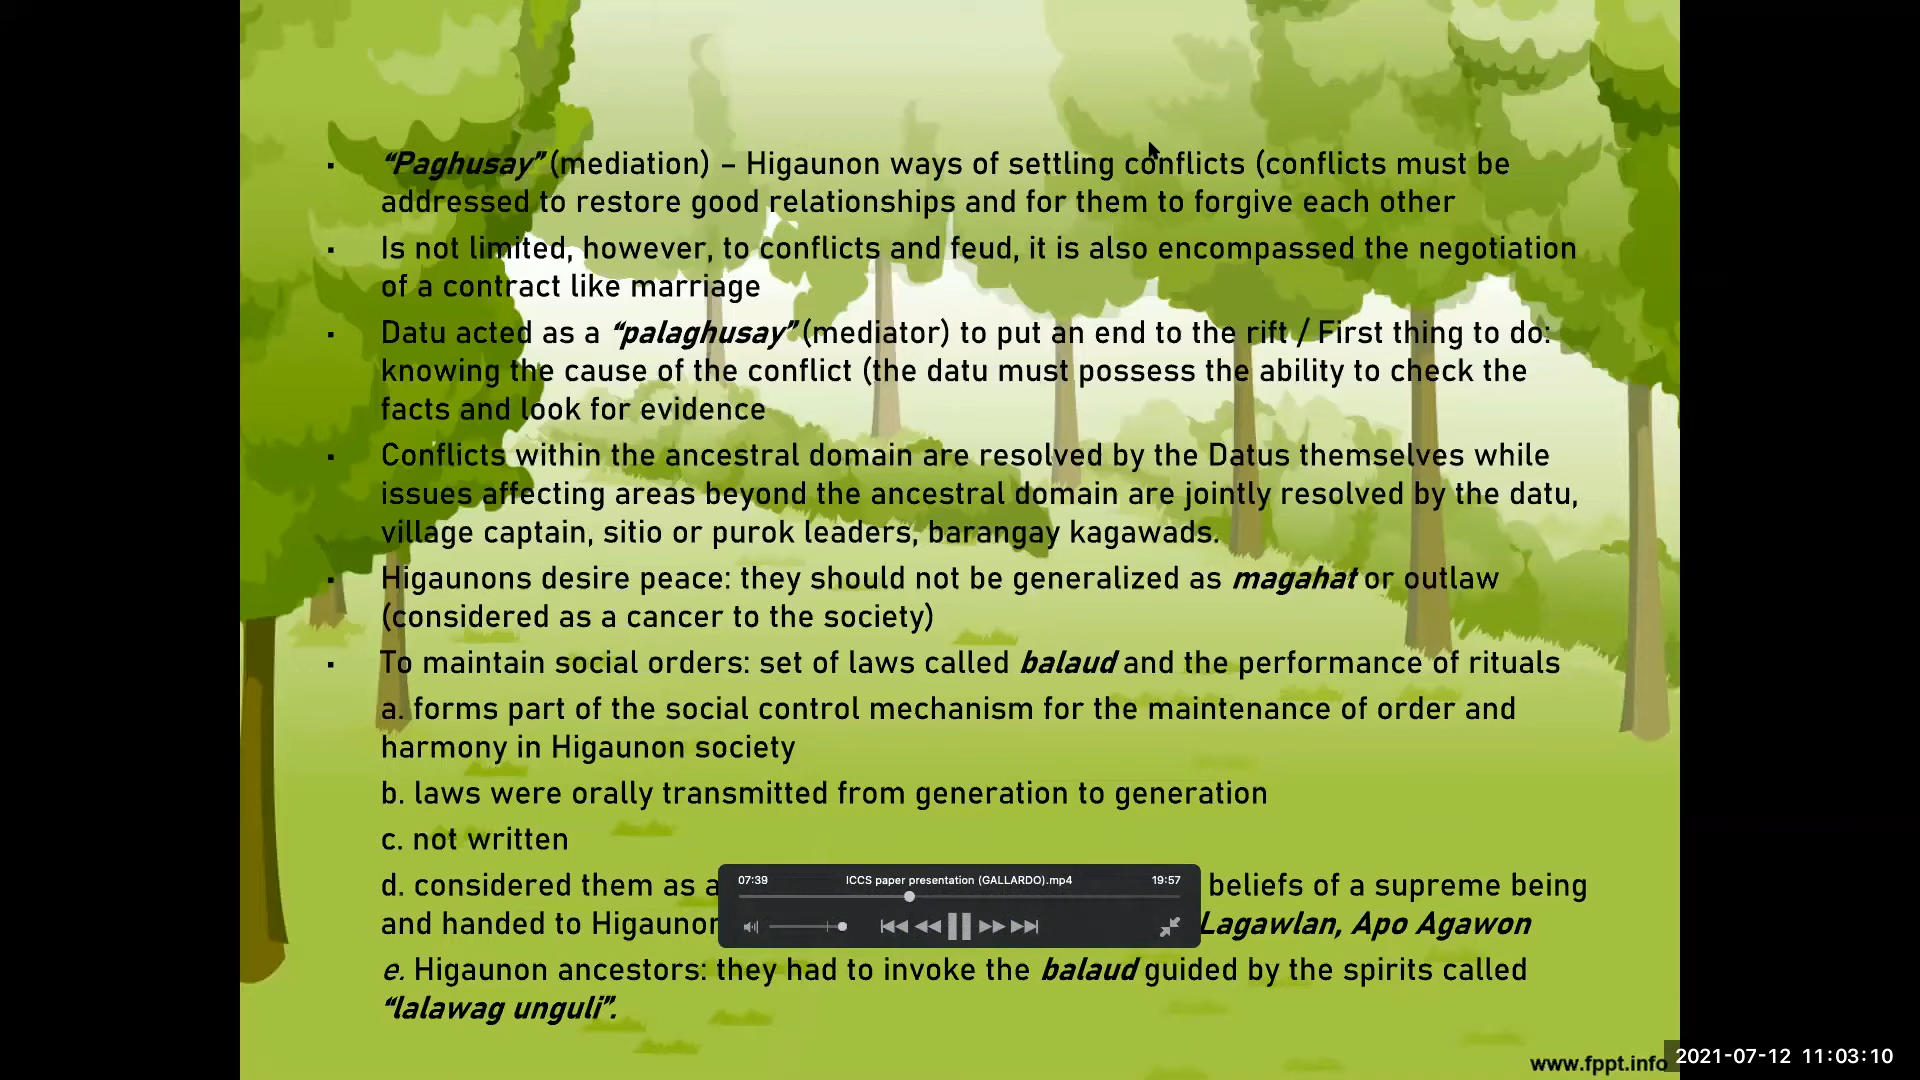 ▪ “Paghusay” (mediation) – Higaunon ways of settling conflicts (conflicts must be
addressed to restore good relationships and for them to forgive each other
▪ Is not limited, however, to conflicts and feud, it is also encompassed the negotiation
of a contract like marriage
▪ Datu acted as a “palaghusay” (mediator) to put an end to the rift / First thing to do:
knowing the cause of the conflict (the datu must possess the ability to check the
facts and look for evidence
▪ Conflicts within the ancestral domain are resolved by the Datus themselves while
issues affecting areas beyond the ancestral domain are jointly resolved by the datu,
village captain, sitio or purok leaders, barangay kagawads.
▪ Higaunons desire peace: they should not be generalized as magahat or outlaw
(considered as a cancer to the society)
▪ To maintain social orders: set of laws called balaud and the performance of rituals
a. forms part of the social control mechanism for the maintenance of order and
harmony in Higaunon society
b. laws were orally transmitted from generation to generation
c. not written
d. considered them as a beliefs of a supreme being
and handed to Higaunon Lagawlan, Apo Agawon
07:39 ICCS paper presentation (GALLARDO).mp4 19:57
e. Higaunon ancestors: they had to invoke the balaud guided by the spirits called
“lalawag unguli”.
www.fppt.info
2021-07-12 11:03:10